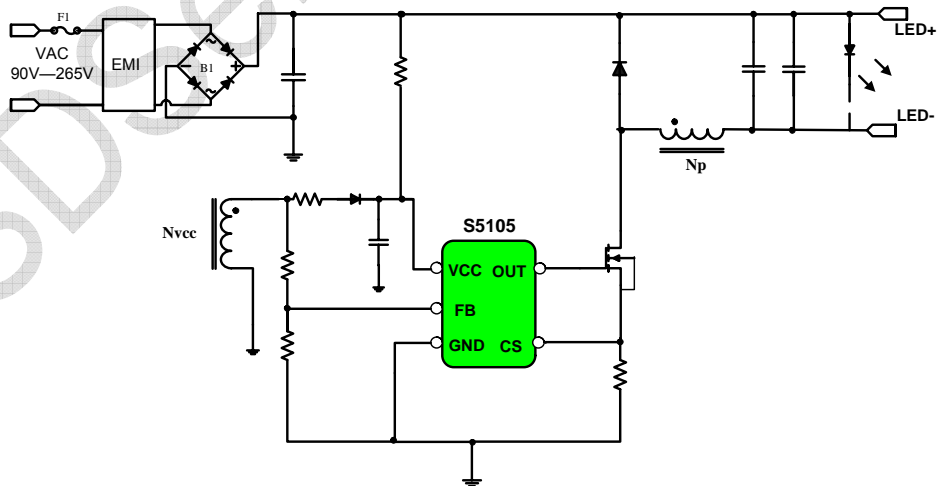 F1
VAC
90V—265V
EMI
B1
LED+
LED-
Np
Nvcc
S5105
VCC OUT
FB
GND CS